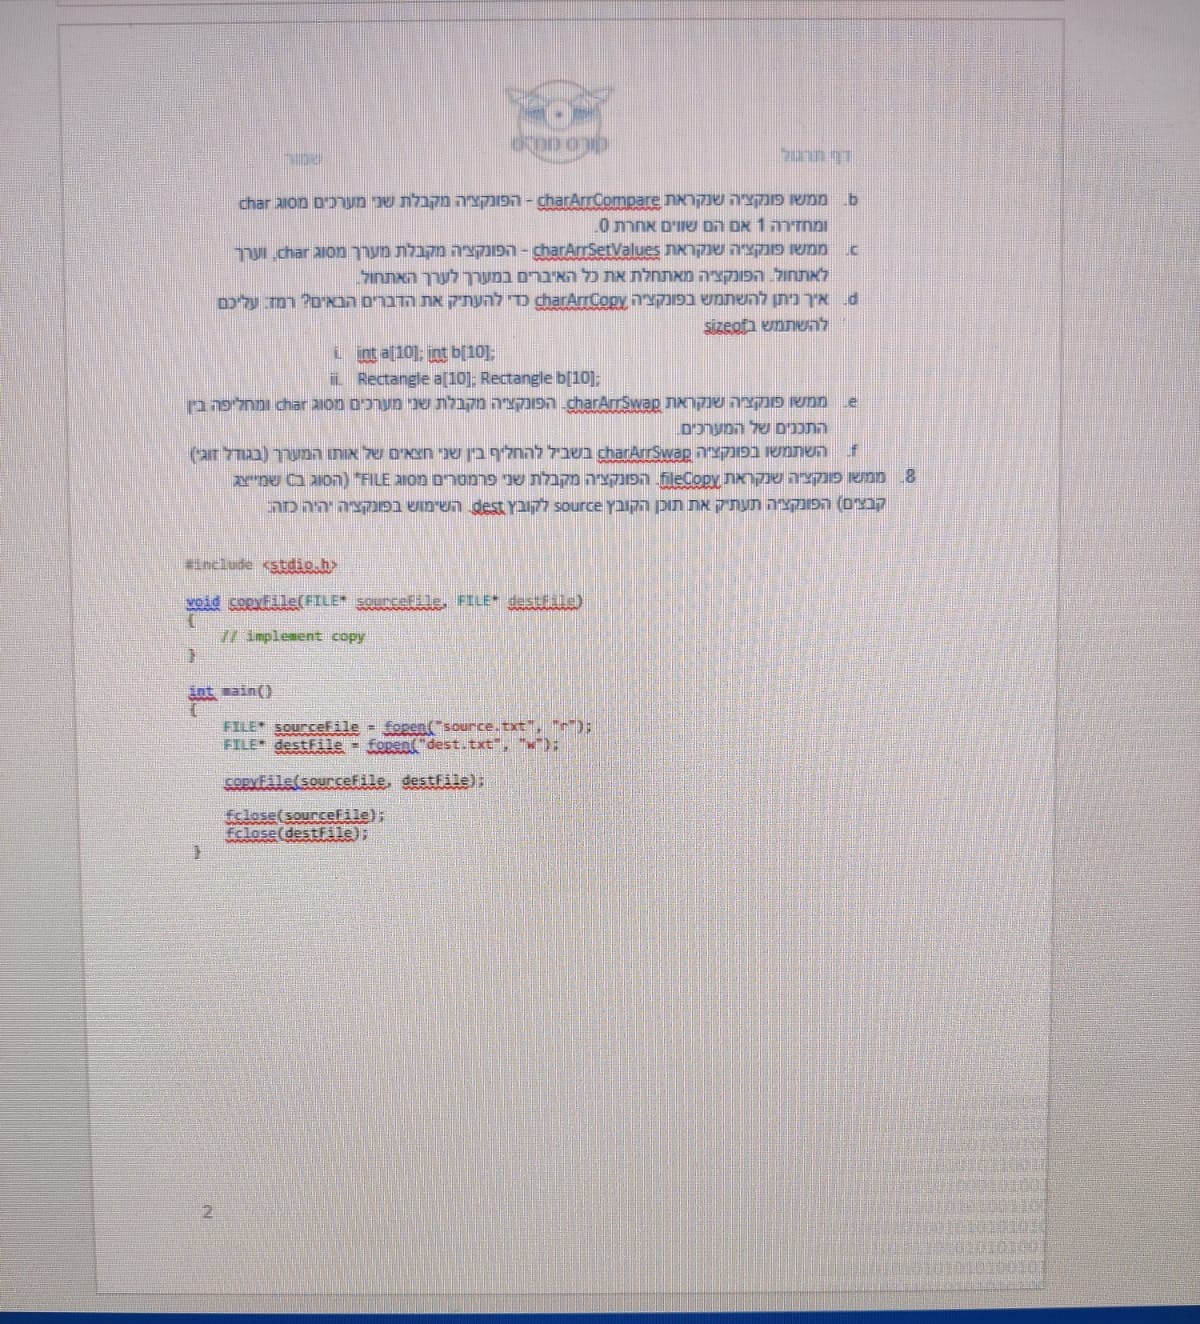 קורס ממ"ס
דף תרגול
שמור
b. ממשו פונקציה שנקראת charArrCompare - הפונקציה מקבלת שני מערכים מסוג char
ומחזירה 1 אם הם שווים אחרת 0.
c. ממשו פונקציה שנקראת charArrSetValues - הפונקציה מקבלת מערך מסוג char, וערך
לאתחול. הפונקציה מאתחלת את כל האיברים במערך לערך האתחול.
d. איך ניתן להשתמש בפונקציה charArrCopy כדי להעתיק את הדברים הבאים? רמז: עליכם
להשתמש בsizeof
i. int a[10]; int b[10];
ii. Rectangle a[10]; Rectangle b[10];
e. ממשו פונקציה שנקראת charArrSwap. הפונקציה מקבלת שני מערכים מסוג char ומחליפה בין
התכנים של המערכים.
f. השתמשו בפונקציה charArrSwap בשביל להחליף בין שני חצאים של אותו המערך (בגודל זוגי)
8. ממשו פונקציה שנקראת fileCopy. הפונקציה מקבלת שני פרמטרים מסוג FILE* (הסוג בC שמייצג
קבצים) הפונקציה תעתיק את תוכן הקובץ source לקובץ dest. השימוש בפונקציה יהיה כזה:
#include <stdio.h>
void copyFile(FILE* sourceFile, FILE* destFile)
{
// implement copy
}
int main()
{
FILE* sourceFile = fopen("source.txt", "r");
FILE* destFile = fopen("dest.txt", "w");
copyFile(sourceFile, destFile);
fclose(sourceFile);
fclose(destFile);
}
2